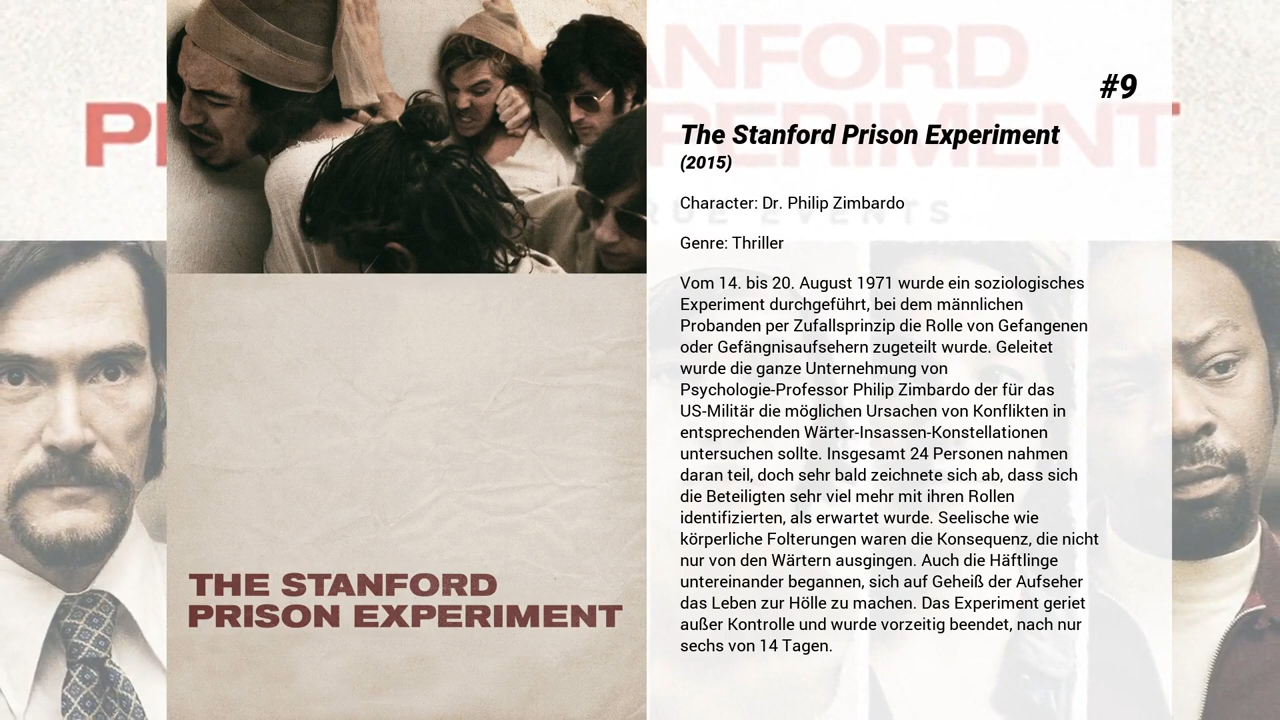 ANFORD
PERIMENT
#9
The Stanford Prison Experiment
(2015)
Character: Dr. Philip Zimbardo
EVENTS
Genre: Thriller
Vom 14. bis 20. August 1971 wurde ein soziologisches
Experiment durchgeführt, bei dem männlichen
Probanden per Zufallsprinzip die Rolle von Gefangenen
oder Gefängnisaufsehern zugeteilt wurde. Geleitet
wurde die ganze Unternehmung von
Psychologie-Professor Philip Zimbardo der für das
US-Militär die möglichen Ursachen von Konflikten in
entsprechenden Wärter-Insassen-Konstellationen
untersuchen sollte. Insgesamt 24 Personen nahmen
daran teil, doch sehr bald zeichnete sich ab, dass sich
die Beteiligten sehr viel mehr mit ihren Rollen
identifizierten, als erwartet wurde. Seelische wie
körperliche Folterungen waren die Konsequenz, die nicht
nur von den Wärtern ausgingen. Auch die Häftlinge
untereinander begannen, sich auf Geheiß der Aufseher
das Leben zur Hölle zu machen. Das Experiment geriet
außer Kontrolle und wurde vorzeitig beendet, nach nur
sechs von 14 Tagen.
THE STANFORD
PRISON EXPERIMENT